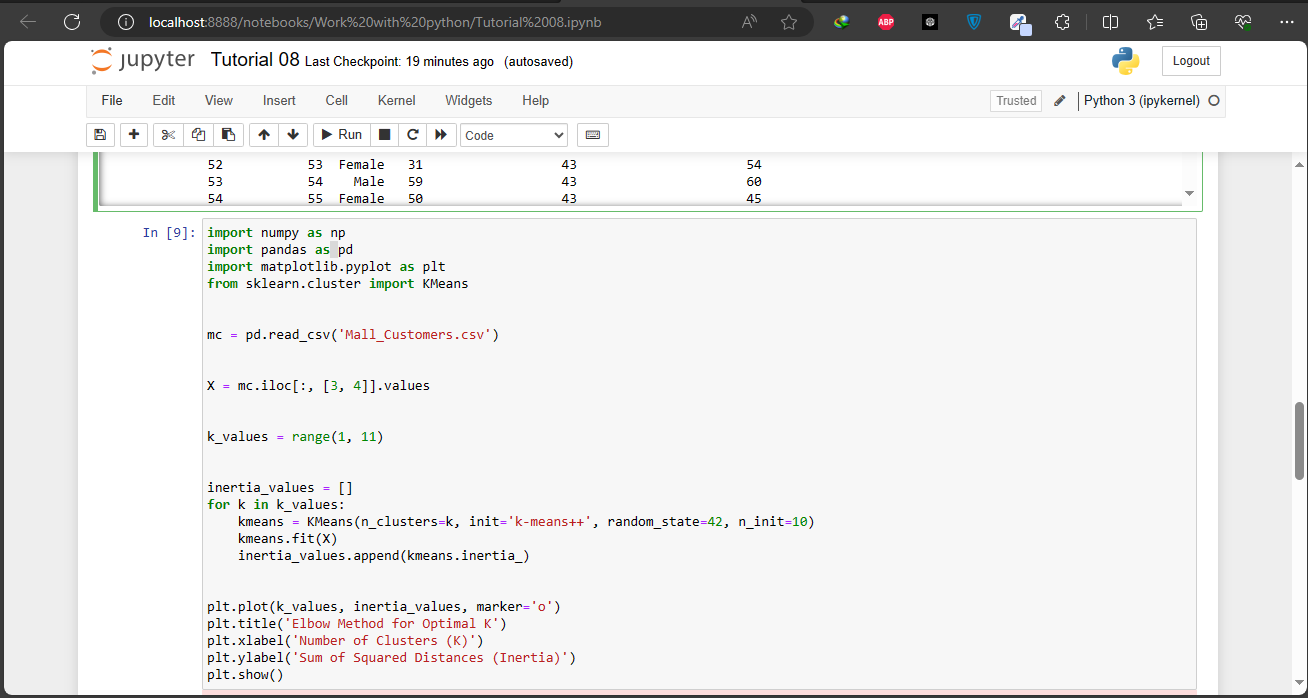 localhost:8888/notebooks/Work%20with%20python/Tutorial%2008.ipynb
ABP
jupyter Tutorial 08 Last Checkpoint: 19 minutes ago (autosaved)
Logout
File Edit View Insert Cell Kernel Widgets Help
Trusted Python 3 (ipykernel)
Run Code
52 53 Female 31 43 54
53 54 Male 59 43 60
54 55 Female 50 43 45
In [9]: import numpy as np
import pandas as pd
import matplotlib.pyplot as plt
from sklearn.cluster import KMeans
mc = pd.read_csv('Mall_Customers.csv')
X = mc.iloc[:, [3, 4]].values
k_values = range(1, 11)
inertia_values = []
for k in k_values:
    kmeans = KMeans(n_clusters=k, init='k-means++', random_state=42, n_init=10)
    kmeans.fit(X)
    inertia_values.append(kmeans.inertia_)
plt.plot(k_values, inertia_values, marker='o')
plt.title('Elbow Method for Optimal K')
plt.xlabel('Number of Clusters (K)')
plt.ylabel('Sum of Squared Distances (Inertia)')
plt.show()